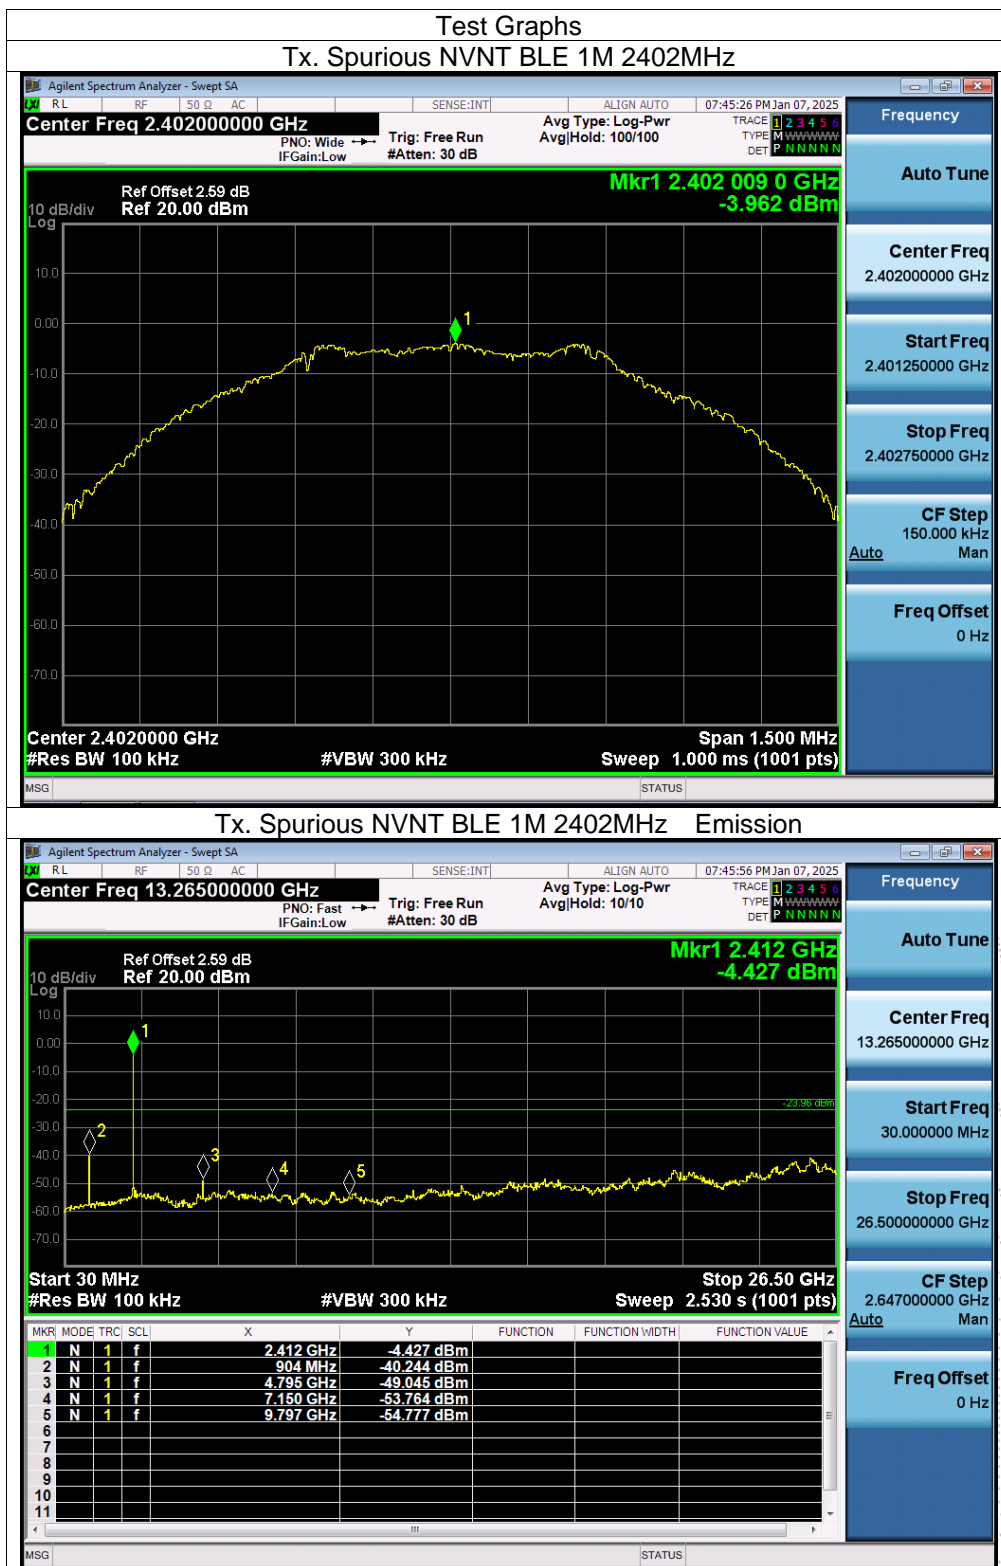 Test Graphs
Tx. Spurious NVNT BLE 1M 2402MHz
Agilent Spectrum Analyzer - Swept SA
LXI RL RF 50 Ω AC SENSE:INT ALIGN AUTO 07:45:26 PM Jan 07, 2025
Center Freq 2.402000000 GHz Avg Type: Log-Pwr TRACE 1 2 3 4 5 6
PNO: Wide Trig: Free Run Avg|Hold: 100/100 TYPE M WWWWW
IFGain:Low #Atten: 30 dB DET P N N N N N
Mkr1 2.402 009 0 GHz
-3.962 dBm
Ref Offset 2.59 dB
10 dB/div Ref 20.00 dBm
Log
10.0
1
0.00
-10.0
-20.0
-30.0
-40.0
-50.0
-60.0
-70.0
Center 2.4020000 GHz Span 1.500 MHz
#Res BW 100 kHz #VBW 300 kHz Sweep 1.000 ms (1001 pts)
MSG STATUS
Frequency
Auto Tune
Center Freq
2.402000000 GHz
Start Freq
2.401250000 GHz
Stop Freq
2.402750000 GHz
CF Step
150.000 kHz
Auto Man
Freq Offset
0 Hz
Tx. Spurious NVNT BLE 1M 2402MHz Emission
Agilent Spectrum Analyzer - Swept SA
LXI RL RF 50 Ω AC SENSE:INT ALIGN AUTO 07:45:56 PM Jan 07, 2025
Center Freq 13.265000000 GHz Avg Type: Log-Pwr TRACE 1 2 3 4 5 6
PNO: Fast Trig: Free Run Avg|Hold: 10/10 TYPE M WWWWW
IFGain:Low #Atten: 30 dB DET P N N N N N
Mkr1 2.412 GHz
-4.427 dBm
Ref Offset 2.59 dB
10 dB/div Ref 20.00 dBm
Log
10.0
1
0.00
-10.0
-20.0
-23.96 dBm
-30.0
2
-40.0
3
4
5
-50.0
-60.0
-70.0
Start 30 MHz Stop 26.50 GHz
#Res BW 100 kHz #VBW 300 kHz Sweep 2.530 s (1001 pts)
MKR MODE TRC SCL X Y FUNCTION FUNCTION WIDTH FUNCTION VALUE
1 N 1 f 2.412 GHz -4.427 dBm
2 N 1 f 904 MHz -40.244 dBm
3 N 1 f 4.795 GHz -49.045 dBm
4 N 1 f 7.150 GHz -53.764 dBm
5 N 1 f 9.797 GHz -54.777 dBm
6
7
8
9
10
11
MSG STATUS
Frequency
Auto Tune
Center Freq
13.265000000 GHz
Start Freq
30.000000 MHz
Stop Freq
26.500000000 GHz
CF Step
2.647000000 GHz
Auto Man
Freq Offset
0 Hz